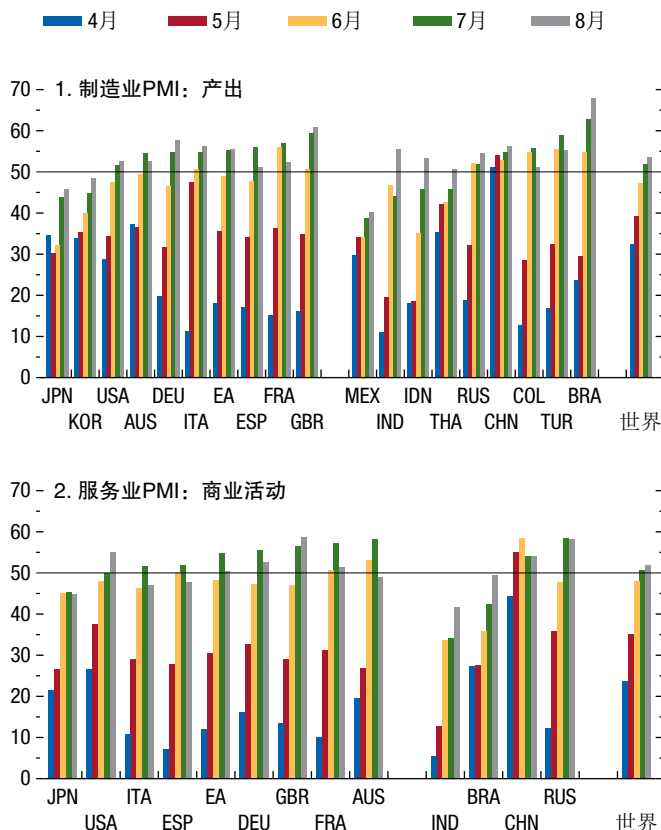 4月 5月 6月 7月 8月
1. 制造业PMI：产出
70
60
50
40
30
20
10
0
JPN USA DEU EA FRA MEX IDN RUS COL BRA
KOR AUS ITA ESP GBR IND THA CHN TUR 世界
2. 服务业PMI：商业活动
70
60
50
40
30
20
10
0
JPN ITA EA GBR AUS BRA RUS
USA ESP DEU FRA IND CHN 世界